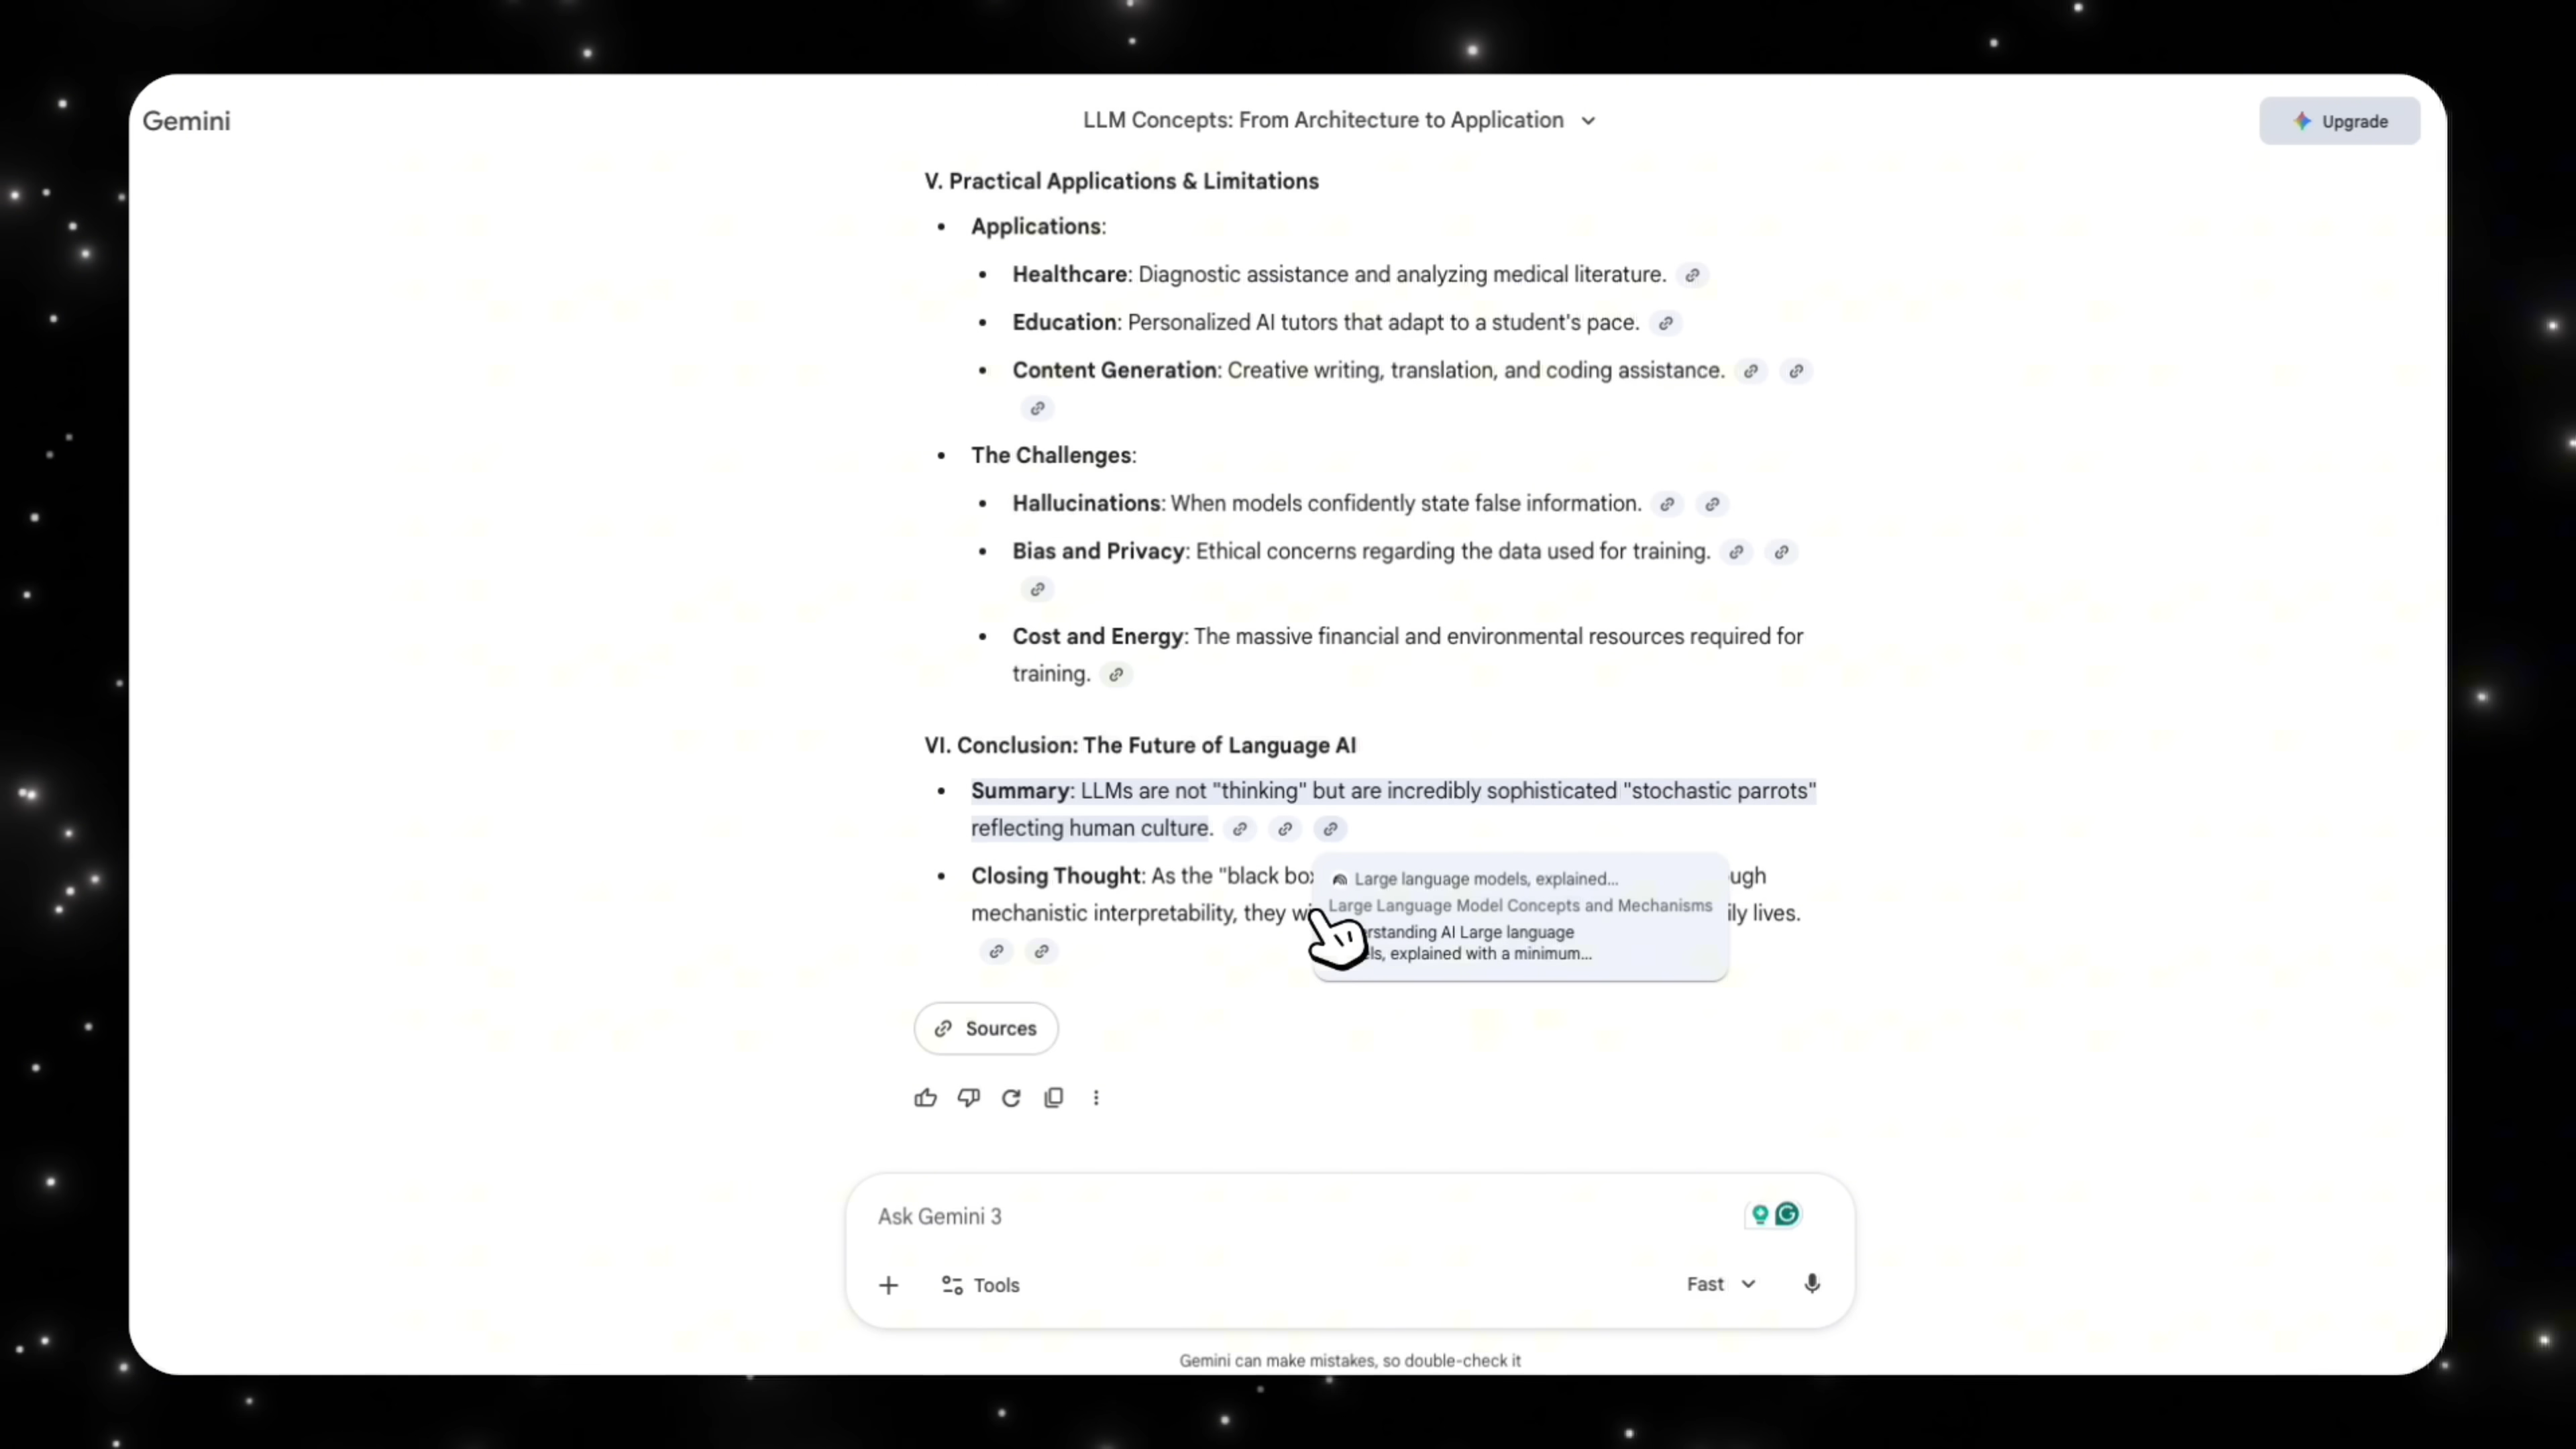 Gemini
LLM Concepts: From Architecture to Application
Upgrade
V. Practical Applications & Limitations
• Applications:
• Healthcare: Diagnostic assistance and analyzing medical literature.
• Education: Personalized AI tutors that adapt to a student's pace.
• Content Generation: Creative writing, translation, and coding assistance.
• The Challenges:
• Hallucinations: When models confidently state false information.
• Bias and Privacy: Ethical concerns regarding the data used for training.
• Cost and Energy: The massive financial and environmental resources required for
training.
VI. Conclusion: The Future of Language AI
• Summary: LLMs are not "thinking" but are incredibly sophisticated "stochastic parrots"
reflecting human culture.
• Closing Thought: As the "black
mechanistic interpretability, they
lives.
Large language models, explained...
Large Language Model Concepts and Mechanisms
AI Large language
explained with a minimum...
Sources
Ask Gemini 3
Tools
Fast
Gemini can make mistakes, so double-check it